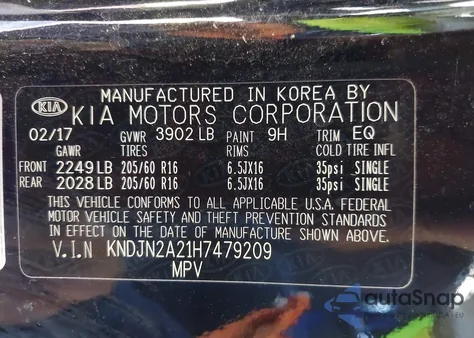 MANUFACTURED IN KOREA BY
KIA KIA MOTORS CORPORATION
02/17 GVWR 3902 LB PAINT 9H TRIM EQ
GAWR TIRES RIMS COLD TIRE INFL
FRONT 2249 LB 205/60 R16 6.5JX16 35psi SINGLE
REAR 2028 LB 205/60 R16 6.5JX16 35psi SINGLE
THIS VEHICLE CONFORMS TO ALL APPLICABLE U.S.A. FEDERAL
MOTOR VEHICLE SAFETY AND THEFT PREVENTION STANDARDS
IN EFFECT ON THE DATE OF MANUFACTURE SHOWN ABOVE.
V.I.N KNDJN2A21H7479209
MPV
autoSnap